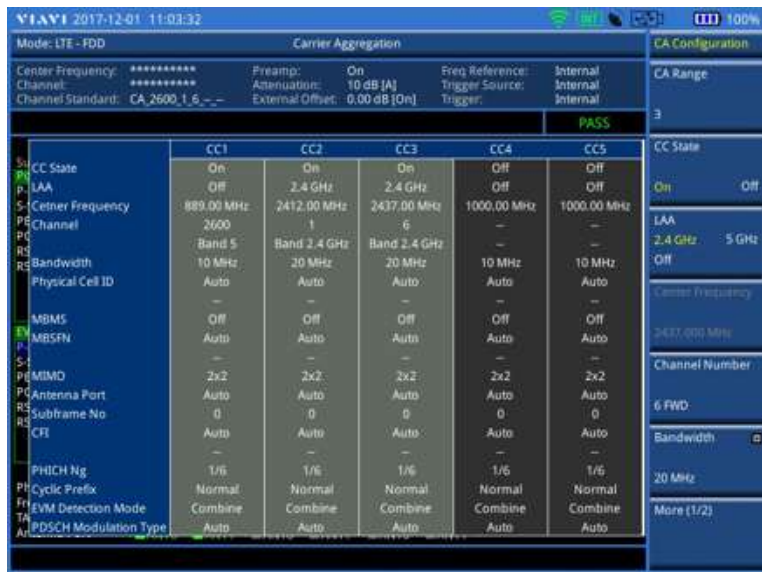 VIAVI 2017-12-01 11:03:32 INT 100%
Mode: LTE - FDD Carrier Aggregation CA Configuration
Center Frequency: ********** Preamp: On Freq Reference: Internal
Channel: ********** Attenuation: 10 dB [A] Trigger Source: Internal
Channel Standard: CA_2600_1_6_-_- External Offset: 0.00 dB [On] Trigger: Internal
PASS
CC1 CC2 CC3 CC4 CC5
CC State On On On Off Off
LAA Off 2.4 GHz 2.4 GHz Off Off
Cetner Frequency 889.00 MHz 2412.00 MHz 2437.00 MHz 1000.00 MHz 1000.00 MHz
Channel 2600 1 6 -- --
Band 5 Band 2.4 GHz Band 2.4 GHz -- --
Bandwidth 10 MHz 20 MHz 20 MHz 10 MHz 10 MHz
Physical Cell ID Auto Auto Auto Auto Auto
-- -- -- -- --
MBMS Off Off Off Off Off
MBSFN Auto Auto Auto Auto Auto
-- -- -- -- --
MIMO 2x2 2x2 2x2 2x2 2x2
Antenna Port Auto Auto Auto Auto Auto
Subframe No 0 0 0 0 0
CFI Auto Auto Auto Auto Auto
-- -- -- -- --
PHICH Ng 1/6 1/6 1/6 1/6 1/6
Cyclic Prefix Normal Normal Normal Normal Normal
EVM Detection Mode Combine Combine Combine Combine Combine
PDSCH Modulation Type Auto Auto Auto Auto Auto
CA Range
3
CC State
On Off
LAA
2.4 GHz 5 GHz
Off
Center Frequency
2437.000 MHz
Channel Number
6 FWD
Bandwidth
20 MHz
More (1/2)